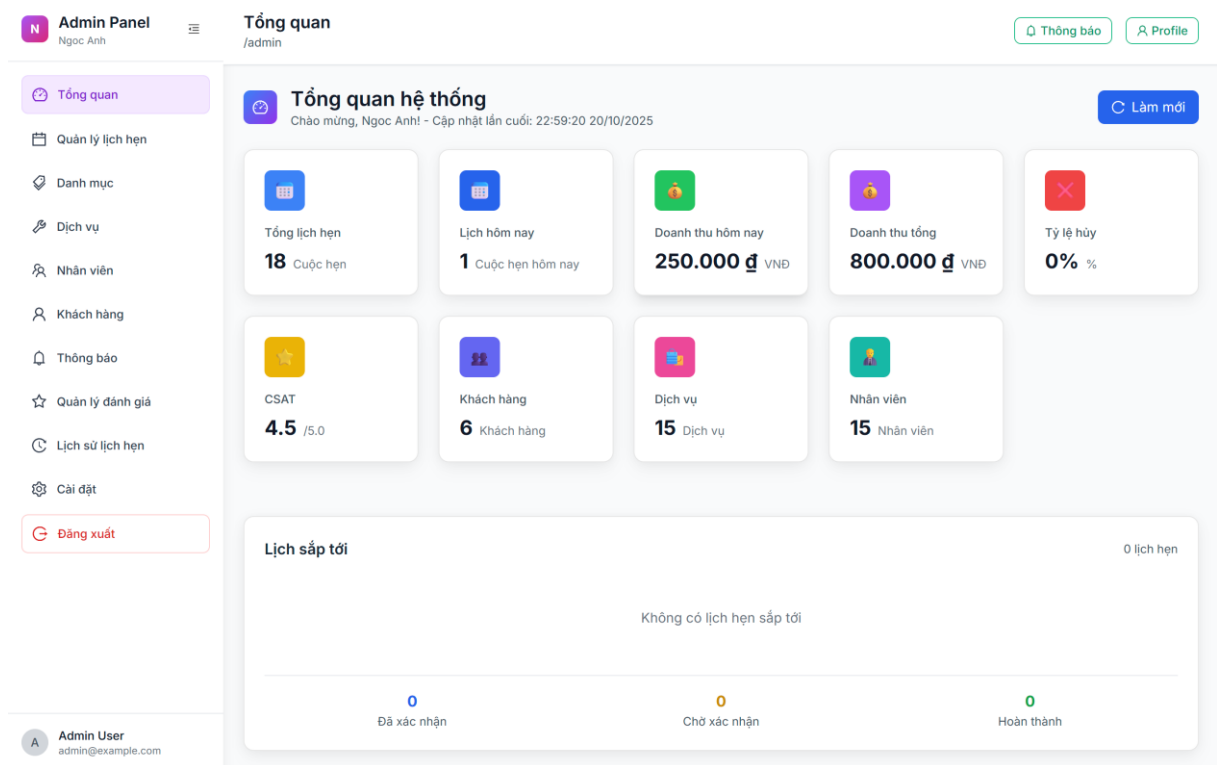 N
Admin Panel
Ngoc Anh
Tổng quan
Quản lý lịch hẹn
Danh mục
Dịch vụ
Nhân viên
Khách hàng
Thông báo
Quản lý đánh giá
Lịch sử lịch hẹn
Cài đặt
Đăng xuất
A
Admin User
admin@example.com
Tổng quan
/admin
Thông báo
Profile
Tổng quan hệ thống
Chào mừng, Ngoc Anh! - Cập nhật lần cuối: 22:59:20 20/10/2025
Làm mới
Tổng lịch hẹn
18 Cuộc hẹn
Lịch hôm nay
1 Cuộc hẹn hôm nay
Doanh thu hôm nay
250.000 ₫ VNĐ
Doanh thu tổng
800.000 ₫ VNĐ
Tỷ lệ hủy
0% %
CSAT
4.5 /5.0
Khách hàng
6 Khách hàng
Dịch vụ
15 Dịch vụ
Nhân viên
15 Nhân viên
Lịch sắp tới
0 lịch hẹn
Không có lịch hẹn sắp tới
0
Đã xác nhận
0
Chờ xác nhận
0
Hoàn thành